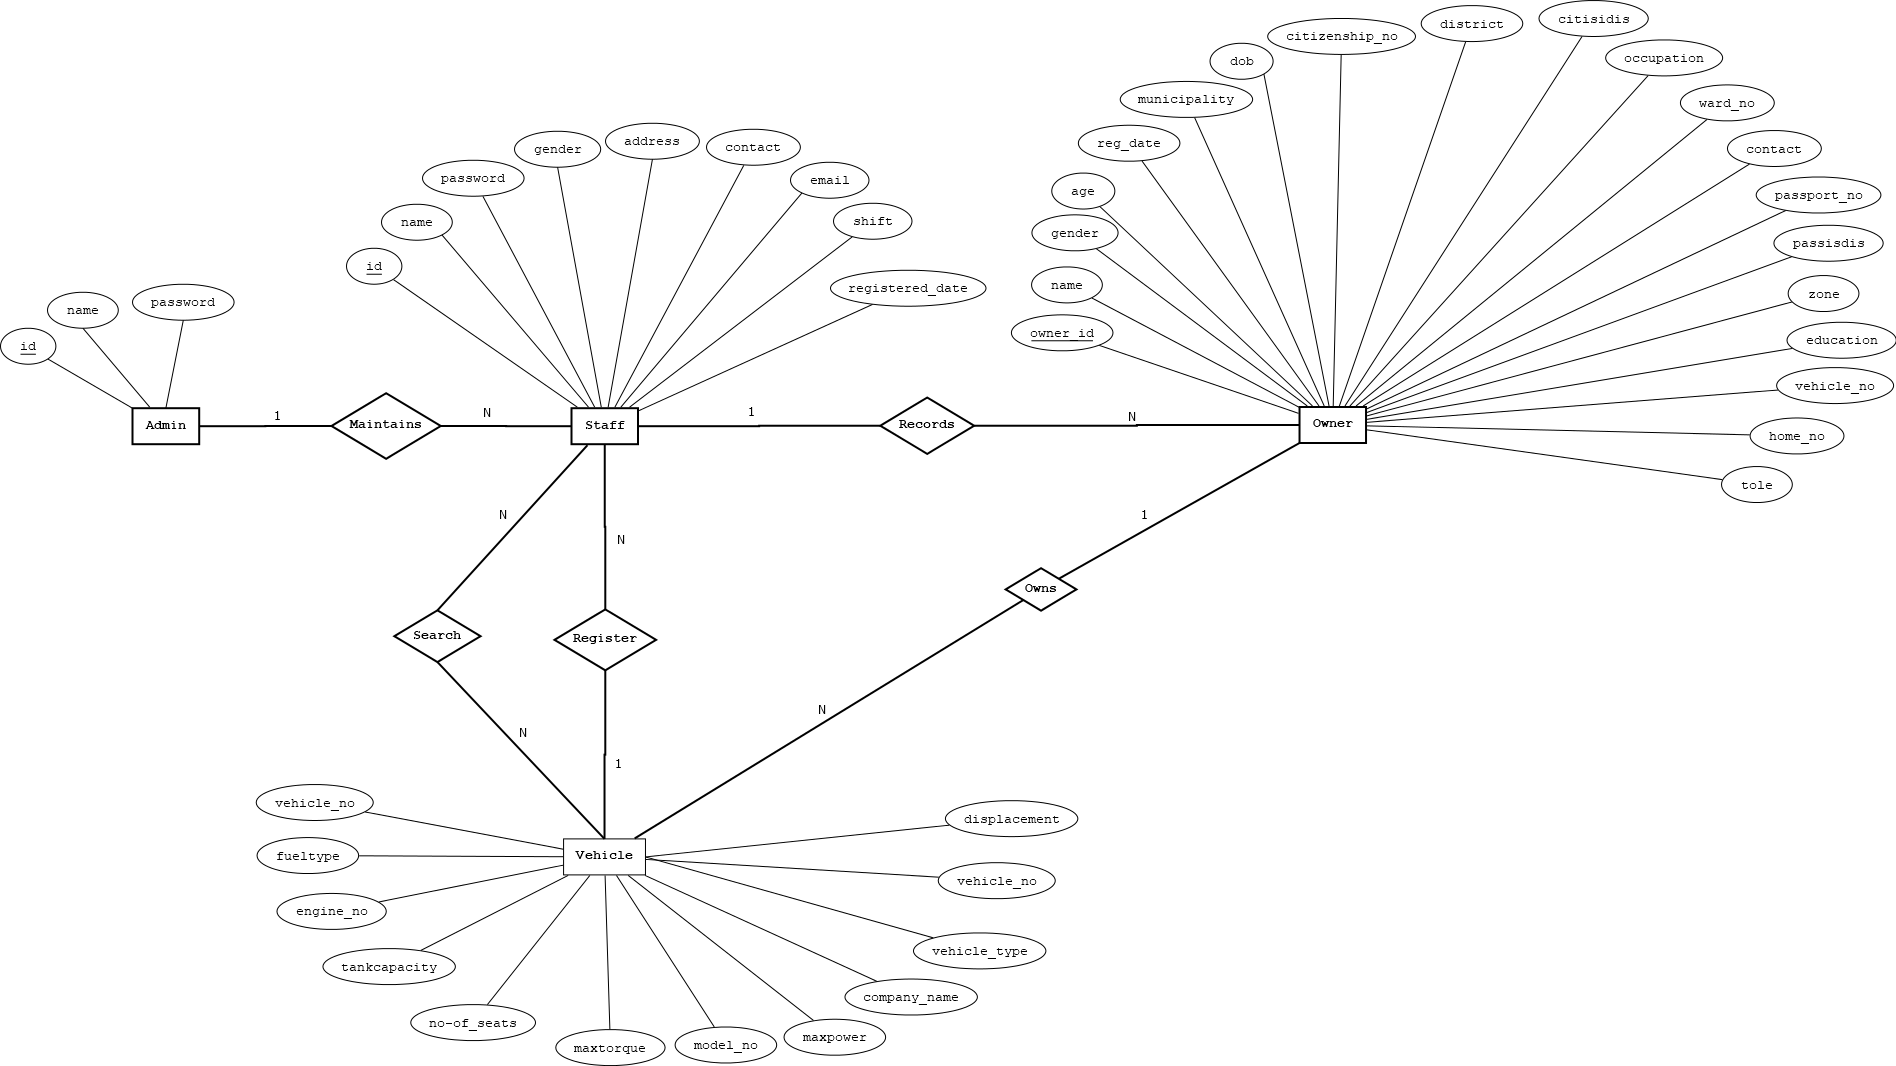 citisidis
district
citizenship_no
occupation
dob
municipality
ward_no
reg_date
contact
age
passport_no
gender
passisdis
name
zone
owner_id
education
vehicle_no
home_no
tole
Owner
address
gender
contact
password
email
name
shift
id
registered_date
Staff
password
name
id
Admin
1
Maintains
N
1
Records
N
N
N
1
Search
Register
Owns
N
1
N
vehicle_no
fueltype
engine_no
tankcapacity
no-of_seats
maxtorque
model_no
maxpower
company_name
vehicle_type
vehicle_no
displacement
Vehicle